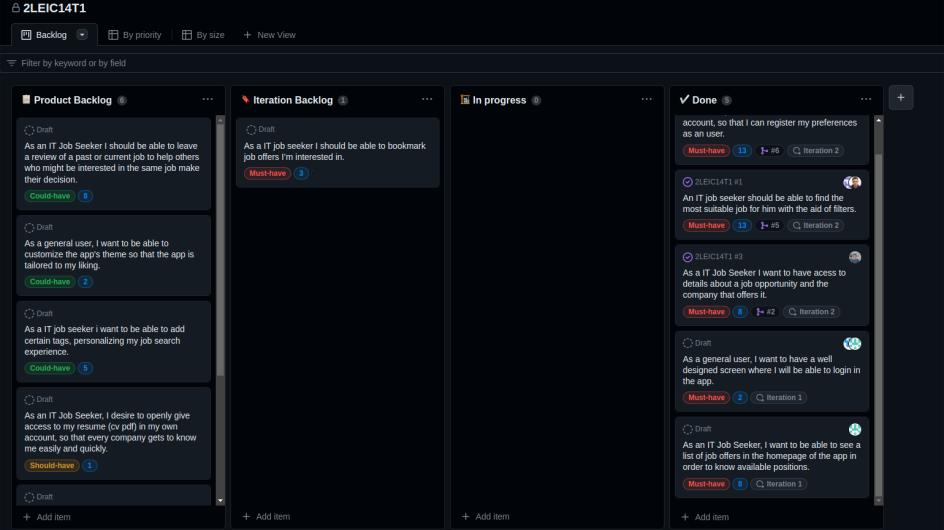 2LEIC14T1
Backlog
By priority
By size
New View
Filter by keyword or by field
Product Backlog 6
Draft
As an IT Job Seeker I should be able to leave
a review of a past or current job to help others
who might be interested in the same job make
their decision.
Could-have 8
Draft
As a general user, I want to be able to
customize the app's theme so that the app is
tailored to my liking.
Could-have 2
Draft
As a IT job seeker i want to be able to add
certain tags, personalizing my job search
experience.
Could-have 5
Draft
As an IT Job Seeker, I desire to openly give
access to my resume (cv pdf) in my own
account, so that every company gets to know
me easily and quickly.
Should-have 1
Draft
Add item
Iteration Backlog 1
Draft
As a IT Job Seeker I should be able to bookmark
job offers I'm interested in.
Must-have 3
Add item
In progress 0
Add item
Done 5
account, so that I can register my preferences
as an user.
Must-have 13 #6 Iteration 2
2LEIC14T1 #1
An IT job seeker should be able to find the
most suitable job for him with the aid of filters.
Must-have 13 #5 Iteration 2
2LEIC14T1 #3
As a IT Job Seeker I want to have acess to
details about a job opportunity and the
company that offers it.
Must-have 8 #2 Iteration 2
Draft
As a general user, I want to have a well
designed screen where I will be able to login in
the app.
Must-have 2 Iteration 1
Draft
As an IT Job Seeker, I want to be able to see a
list of job offers in the homepage of the app in
order to know available positions.
Must-have 8 Iteration 1
Add item